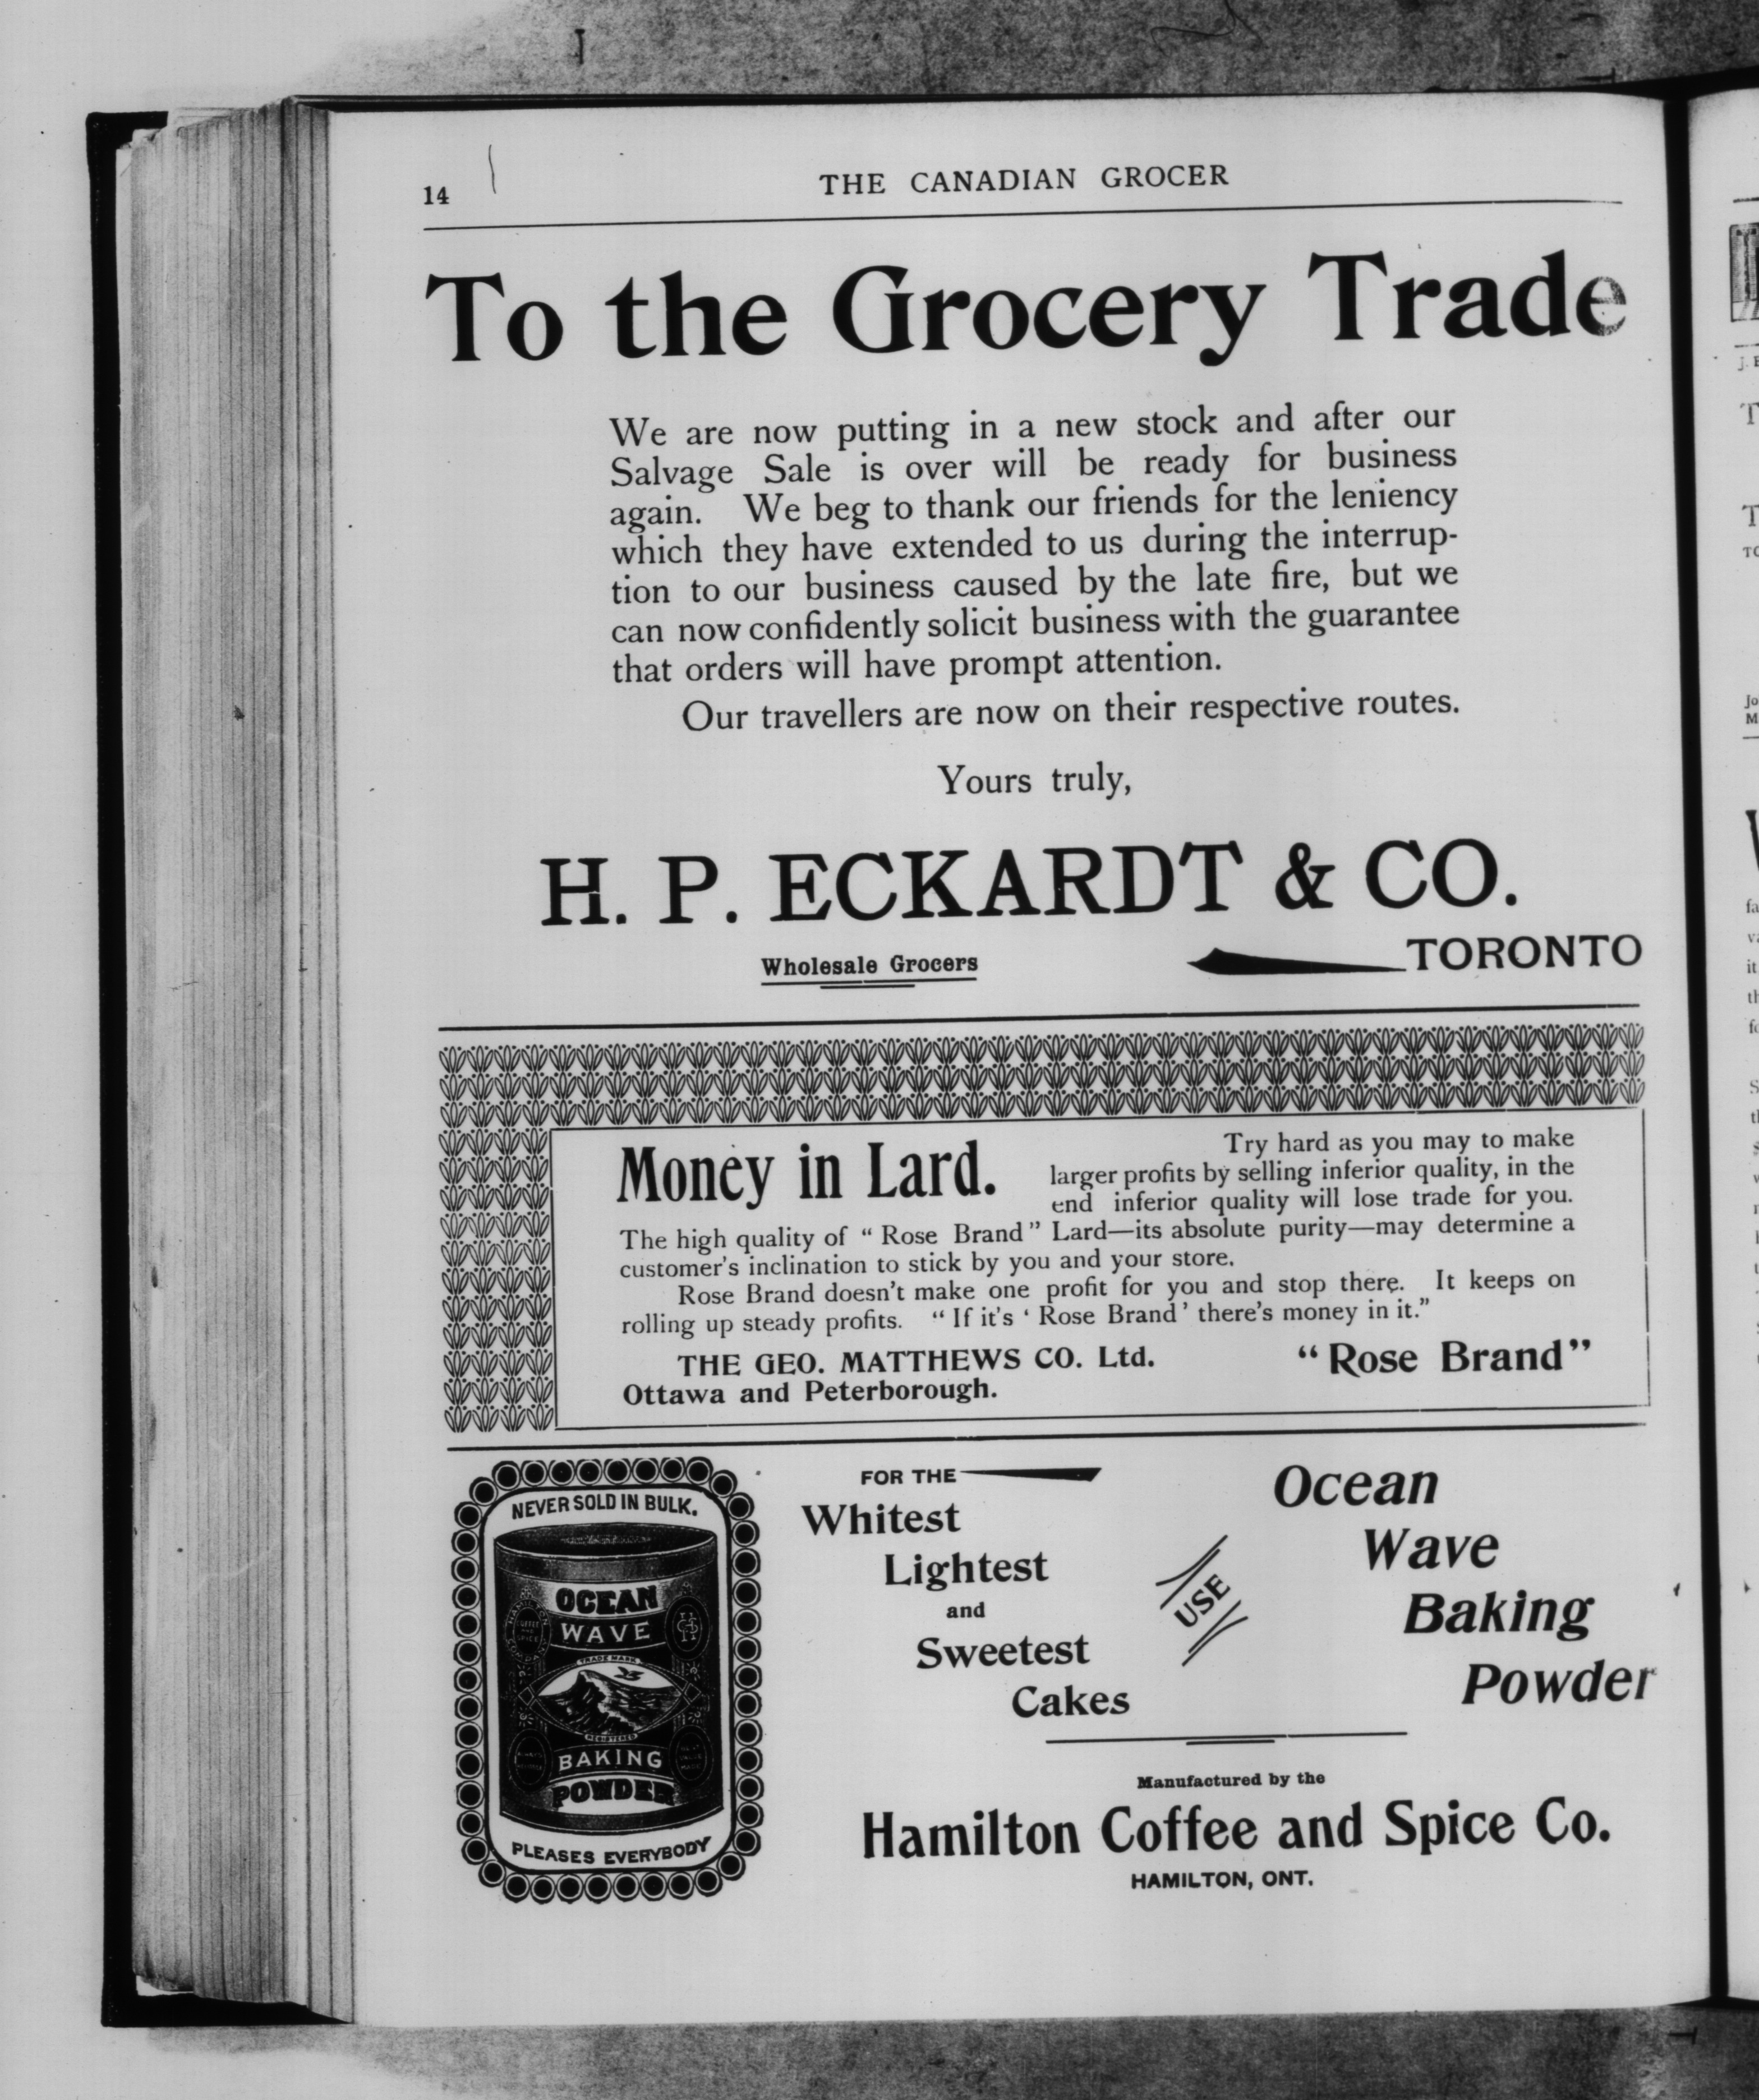 14
THE CANADIAN GROCER
To the Grocery Trade
We are now putting in a new stock and after our
Salvage Sale is over will be ready for business
again. We beg to thank our friends for the leniency
which they have extended to us during the interrup-
tion to our business caused by the late fire, but we
can now confidently solicit business with the guarantee
that orders will have prompt attention.
Our travellers are now on their respective routes.
Yours truly,
H. P. ECKARDT & CO.
Wholesale Grocers
TORONTO
Money in Lard.
Try hard as you may to make
larger profits by selling inferior quality, in the
end inferior quality will lose trade for you.
The high quality of “ Rose Brand ” Lard—its absolute purity—may determine a
customer's inclination to stick by you and your store.
Rose Brand doesn't make one profit for you and stop there. It keeps on
rolling up steady profits. “ If it's ‘ Rose Brand ’ there's money in it.”
THE GEO. MATTHEWS CO. Ltd.
Ottawa and Peterborough.
“Rose Brand”
NEVER SOLD IN BULK.
OCEAN
WAVE
TRADE MARK
REGISTERED
BAKING
POWDER
PLEASES EVERYBODY
FOR THE
Whitest
Lightest
and
Sweetest
Cakes
USE
Ocean
Wave
Baking
Powder
Manufactured by the
Hamilton Coffee and Spice Co.
HAMILTON, ONT.